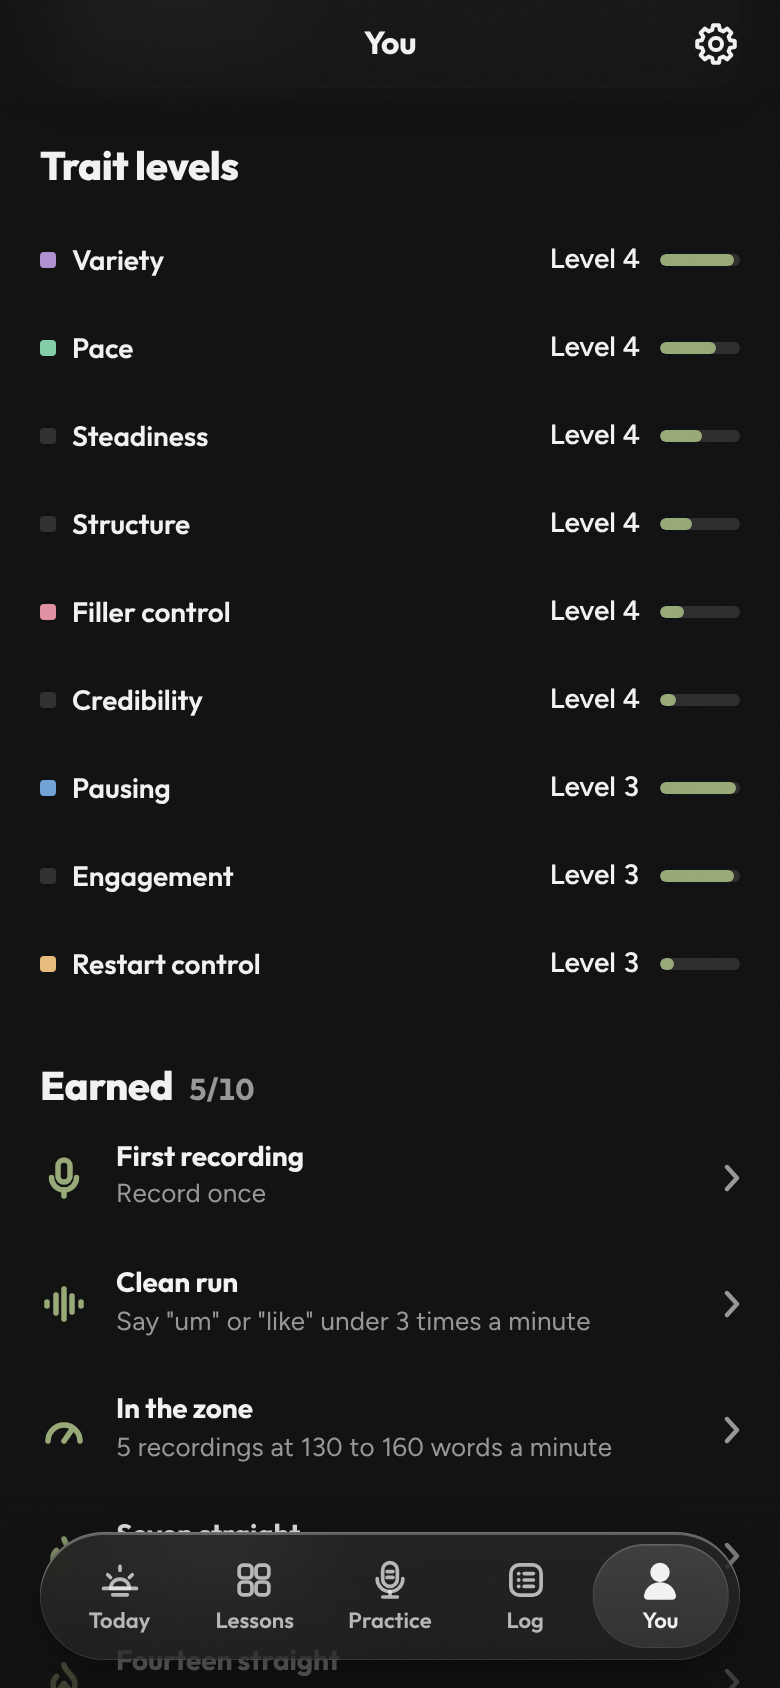 You
Trait levels
Variety Level 4
Pace Level 4
Steadiness Level 4
Structure Level 4
Filler control Level 4
Credibility Level 4
Pausing Level 3
Engagement Level 3
Restart control Level 3
Earned 5/10
First recording
Record once
Clean run
Say "um" or "like" under 3 times a minute
In the zone
5 recordings at 130 to 160 words a minute
Seven straight
Today Lessons Practice Log You
Fourteen straight